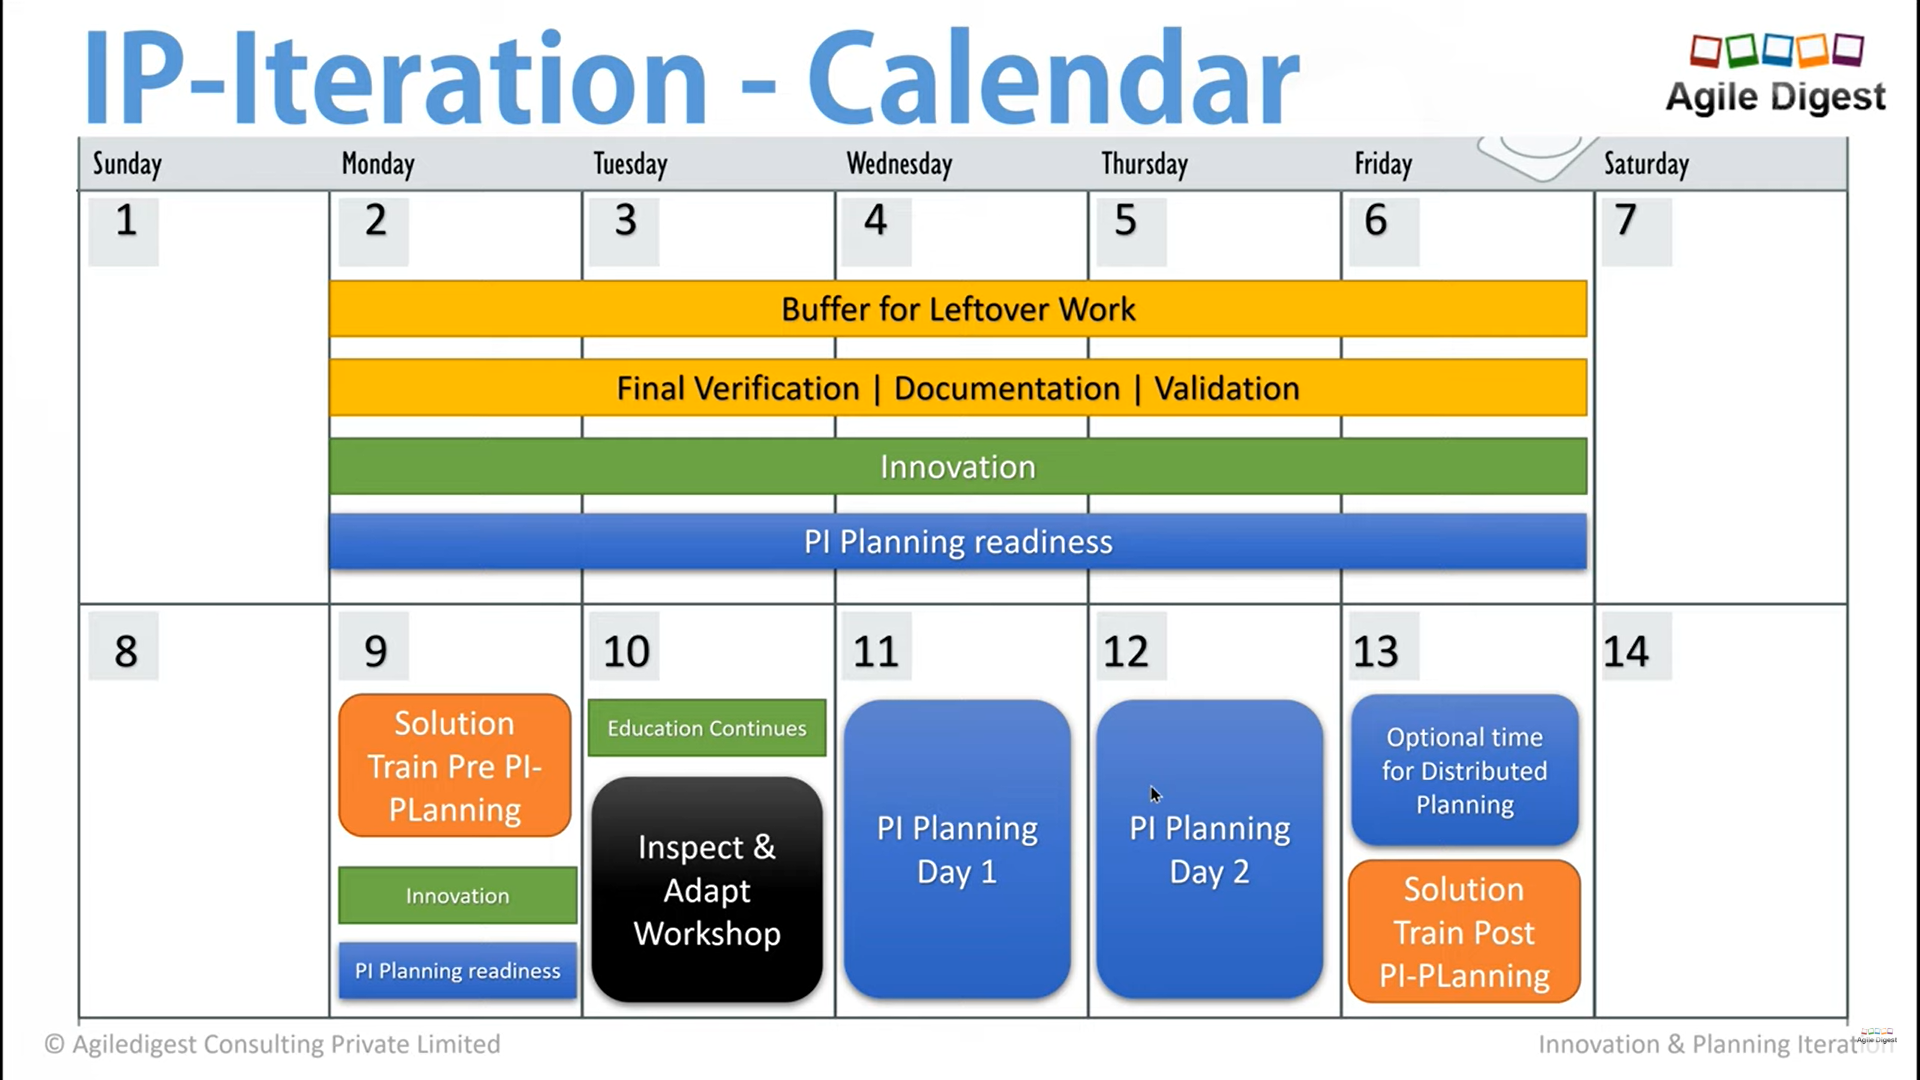 IP-Iteration - Calendar
Agile Digest
Sunday
Monday
Tuesday
Wednesday
Thursday
Friday
Saturday
1
2
3
4
5
6
7
Buffer for Leftover Work
Final Verification | Documentation | Validation
Innovation
PI Planning readiness
8
9
10
11
12
13
14
Solution
Train Pre PI-
PLanning
Innovation
PI Planning readiness
Education Continues
Inspect &
Adapt
Workshop
PI Planning
Day 1
PI Planning
Day 2
Optional time
for Distributed
Planning
Solution
Train Post
PI-PLanning
© Agiledigest Consulting Private Limited
Innovation & Planning Iteration
Agile Digest